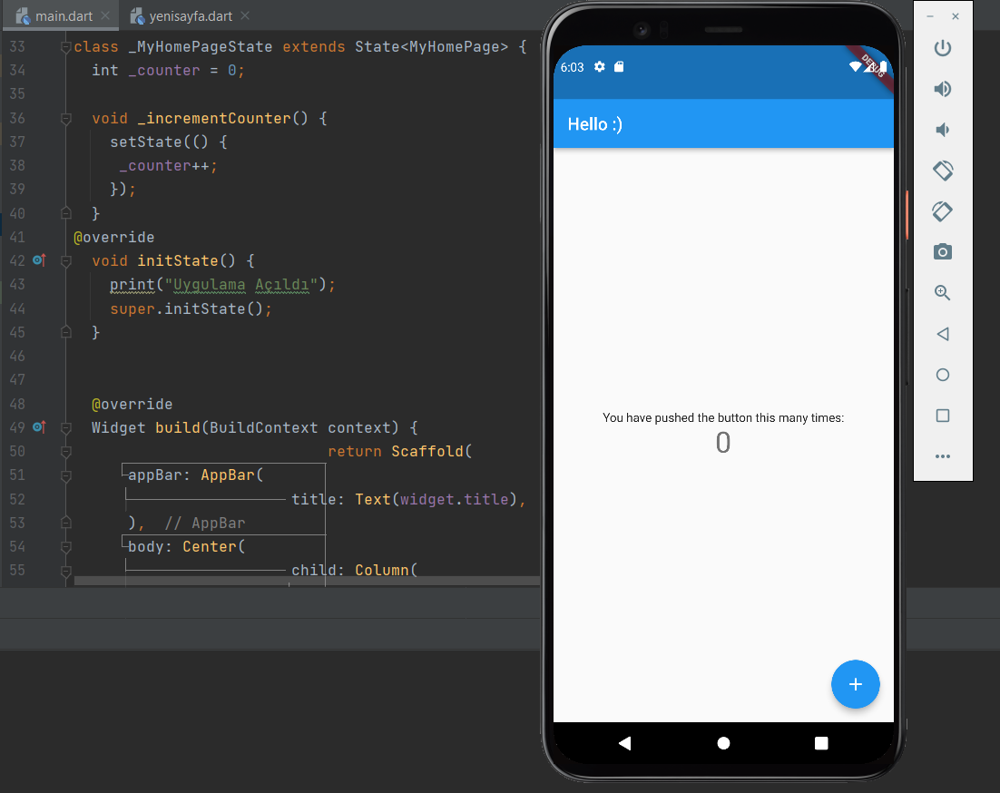 main.dart
yenisayfa.dart
33 class _MyHomePageState extends State<MyHomePage> {
34 int _counter = 0;
35
36 void _incrementCounter() {
37 setState(() {
38 _counter++;
39 });
40 }
41 @override
42 void initState() {
43 print("Uygulama Açıldı");
44 super.initState();
45 }
46
47
48 @override
49 Widget build(BuildContext context) {
50 return Scaffold(
51 appBar: AppBar(
52 title: Text(widget.title),
53 ), // AppBar
54 body: Center(
55 child: Column(
6:03
DEBUG
Hello :)
You have pushed the button this many times:
0